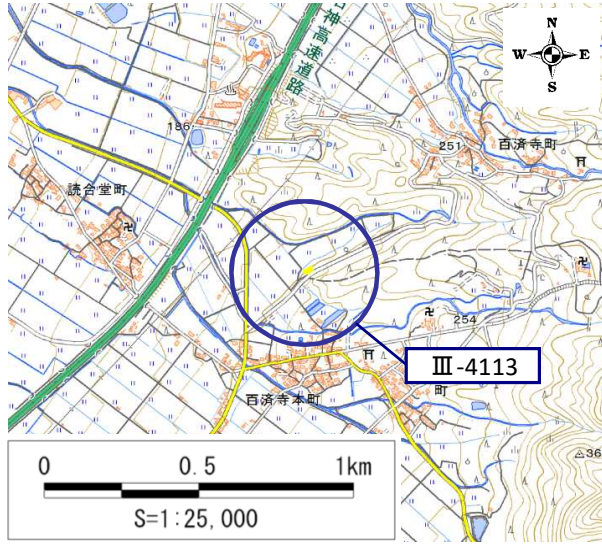 名神高速道路
N
W E
S
186
251
百済寺町
読合堂町
254
Ⅲ-4113
町
百済寺本町
36
0 0.5 1km
S=1:25,000